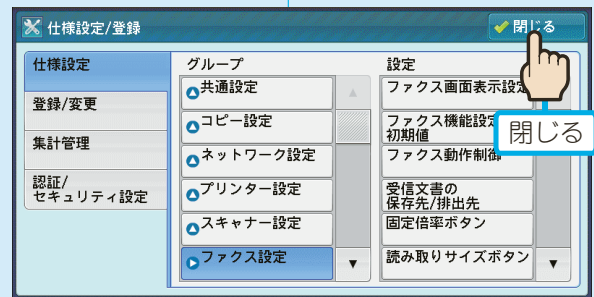 仕様設定/登録
閉じる
仕様設定
登録/変更
集計管理
認証/
セキュリティ設定
グループ
共通設定
コピー設定
ネットワーク設定
プリンター設定
スキャナー設定
ファクス設定
設定
ファクス画面表示設定
ファクス機能設定
初期値
ファクス動作制御
受信文書の
保存先/排出先
固定倍率ボタン
読み取りサイズボタン
閉じる